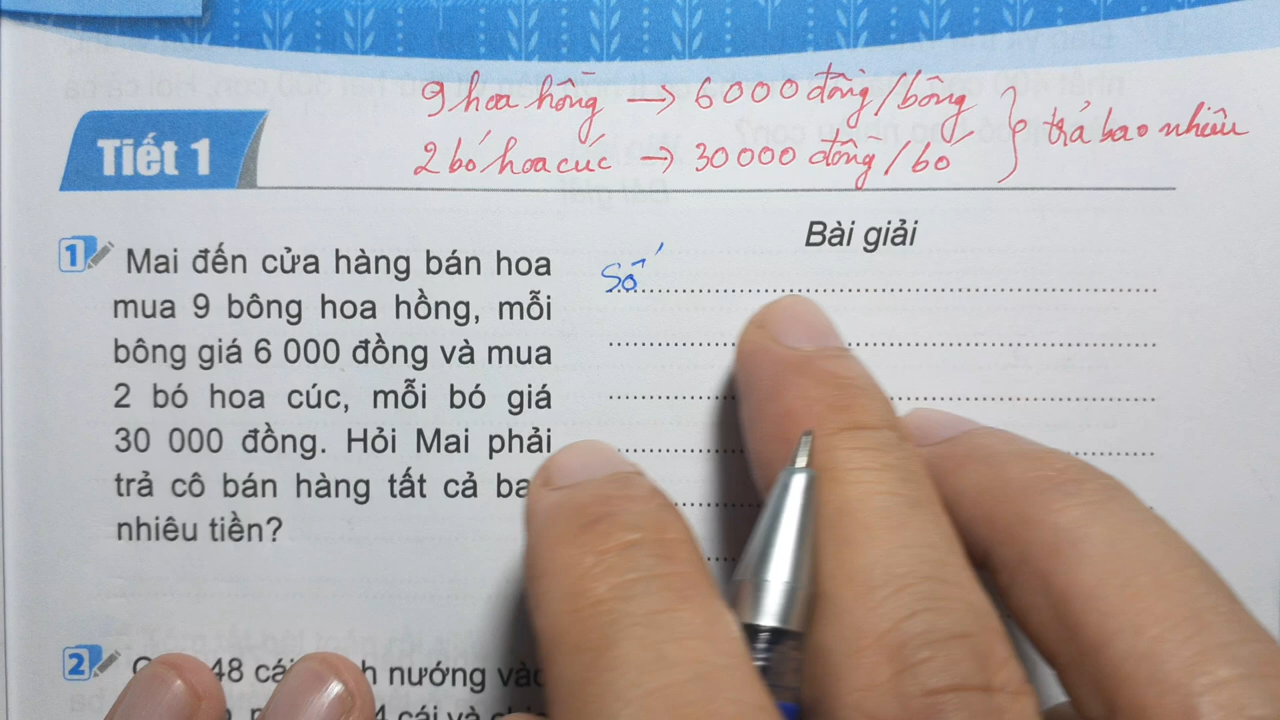 9 hoa hồng → 6000 đồng/bông
2 bó hoa cúc → 30000 đồng/bó } trả bao nhiêu
Tiết 1
Bài giải
1 Mai đến cửa hàng bán hoa
mua 9 bông hoa hồng, mỗi
bông giá 6 000 đồng và mua
2 bó hoa cúc, mỗi bó giá
30 000 đồng. Hỏi Mai phải
trả cô bán hàng tất cả
nhiêu tiền?
Số
2 48 nướng
4 cái và